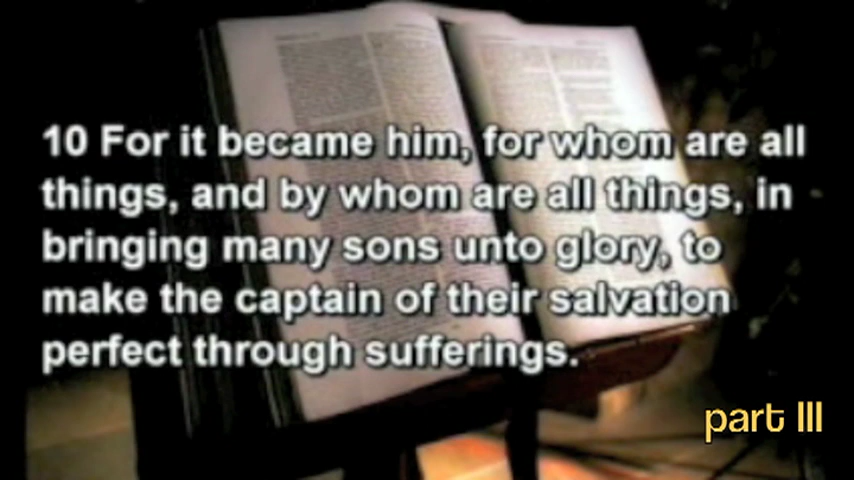 10 For it became him, for whom are all
things, and by whom are all things, in
bringing many sons unto glory, to
make the captain of their salvation
perfect through sufferings.
part III